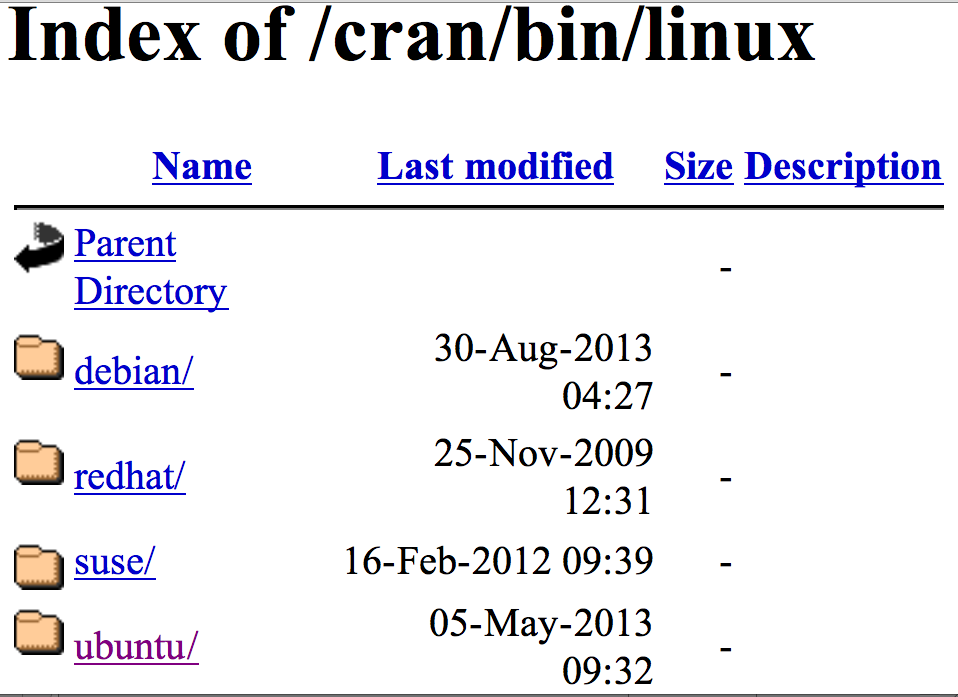 Index of /cran/bin/linux
Name Last modified Size Description
Parent
Directory
-
debian/ 30-Aug-2013
04:27 -
redhat/ 25-Nov-2009
12:31 -
suse/ 16-Feb-2012 09:39 -
ubuntu/ 05-May-2013
09:32 -